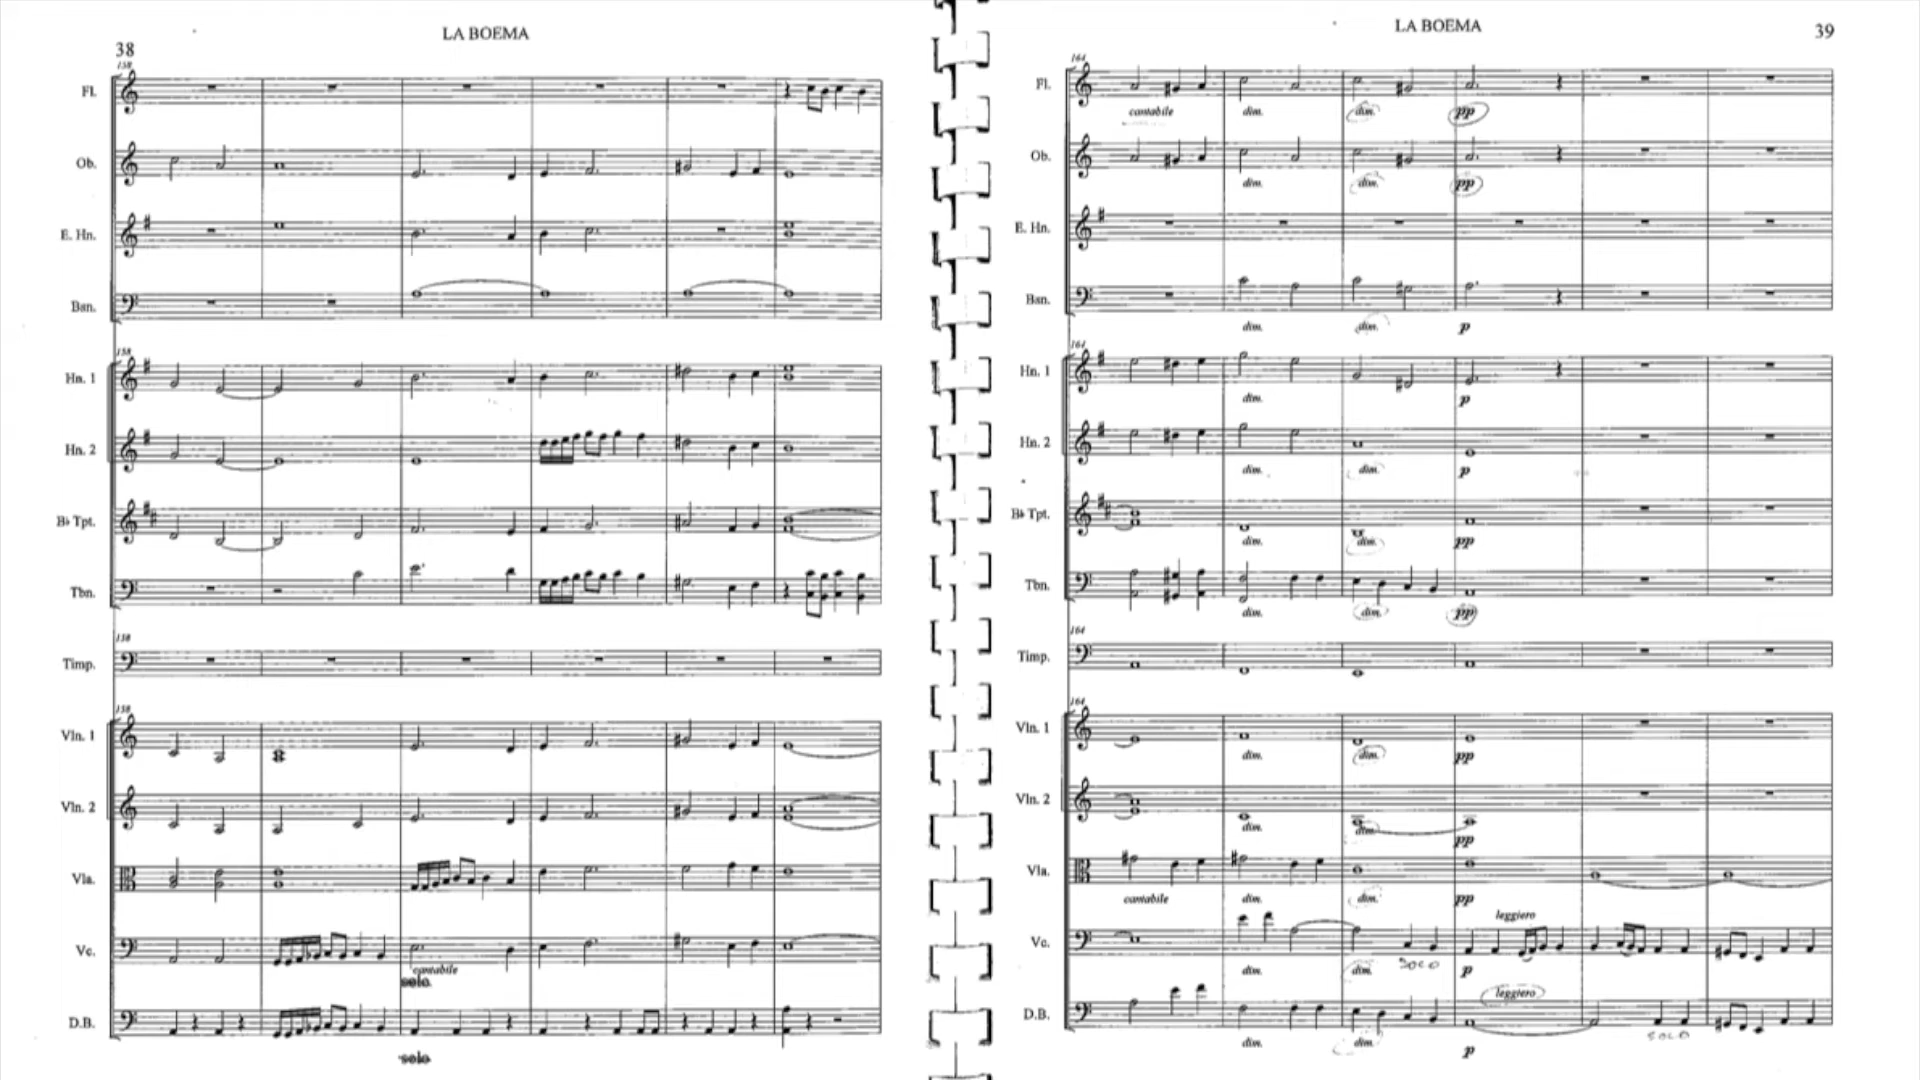 LA BOEMA
38
158
Fl.
Ob.
E. Hn.
Bsn.
158
Hn. 1
Hn. 2
B♭ Tpt.
Tbn.
158
Timp.
158
Vln. 1
Vln. 2
Vla.
Vc.
cantabile
solo
D.B.
solo
LA BOEMA
39
164
Fl.
cantabile dim. dim. pp
Ob.
dim. dim. pp
E. Hn.
Bsn.
dim. dim. p
164
Hn. 1
dim. p
Hn. 2
dim. dim. p
B♭ Tpt.
dim. dim. pp
Tbn.
dim. dim. pp
164
Timp.
164
Vln. 1
dim. dim. pp
Vln. 2
dim. dim. pp
Vla.
cantabile dim. dim. pp
leggiero
Vc.
dim. dim. SOLO p
leggiero
D.B.
SOLO
dim. dim. p